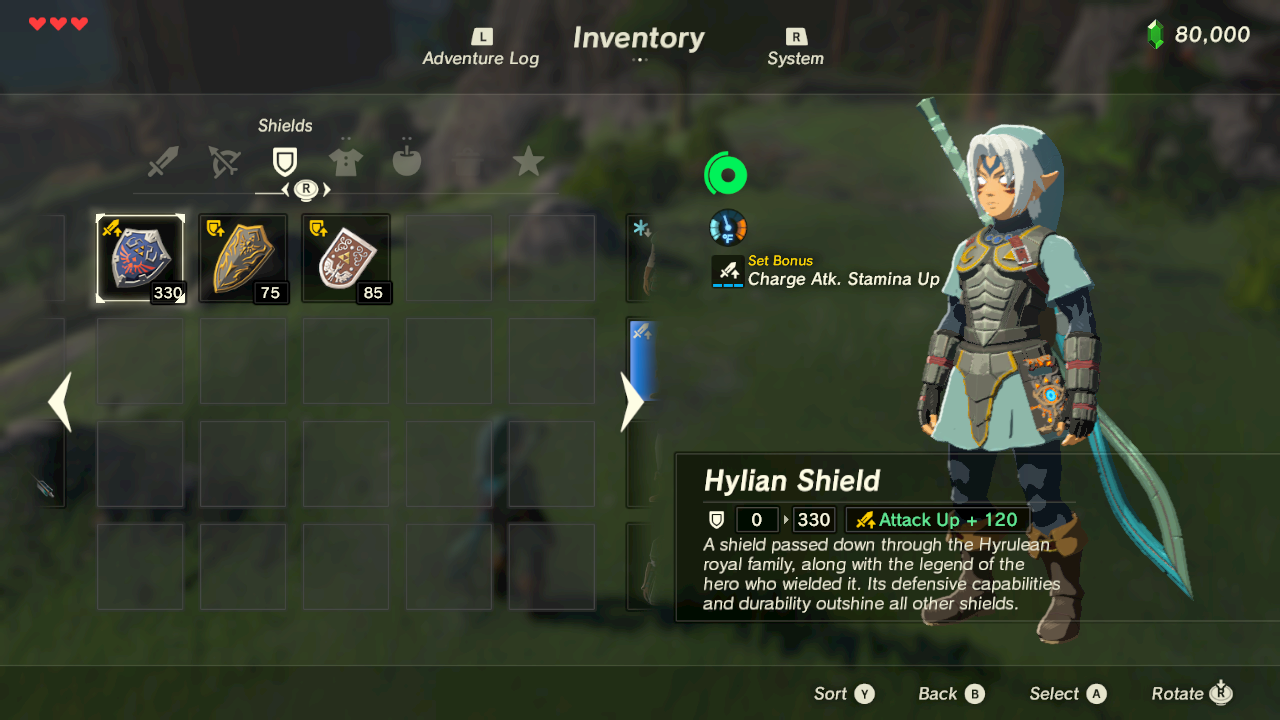 L
Adventure Log
Inventory
R
System
80,000
Shields
R
330
75
85
°F
Set Bonus
Charge Atk. Stamina Up
Hylian Shield
0 330 Attack Up + 120
A shield passed down through the Hyrulean
royal family, along with the legend of the
hero who wielded it. Its defensive capabilities
and durability outshine all other shields.
Sort Y
Back B
Select A
Rotate R